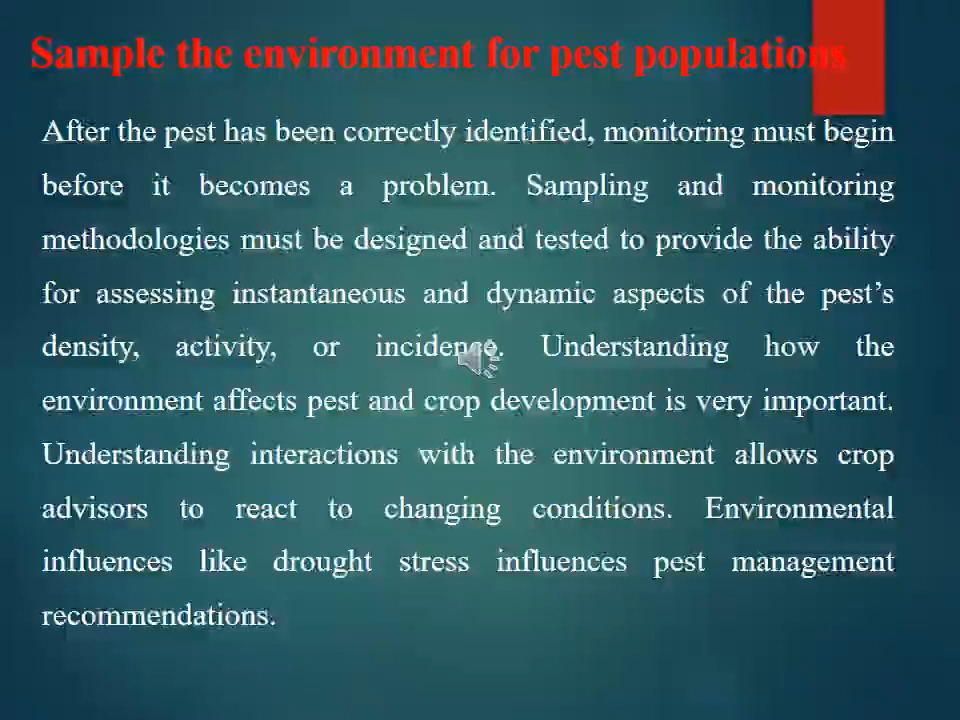 Sample the environment for pest populations
After the pest has been correctly identified, monitoring must begin
before it becomes a problem. Sampling and monitoring
methodologies must be designed and tested to provide the ability
for assessing instantaneous and dynamic aspects of the pest’s
density, activity, or incidence. Understanding how the
environment affects pest and crop development is very important.
Understanding interactions with the environment allows crop
advisors to react to changing conditions. Environmental
influences like drought stress influences pest management
recommendations.